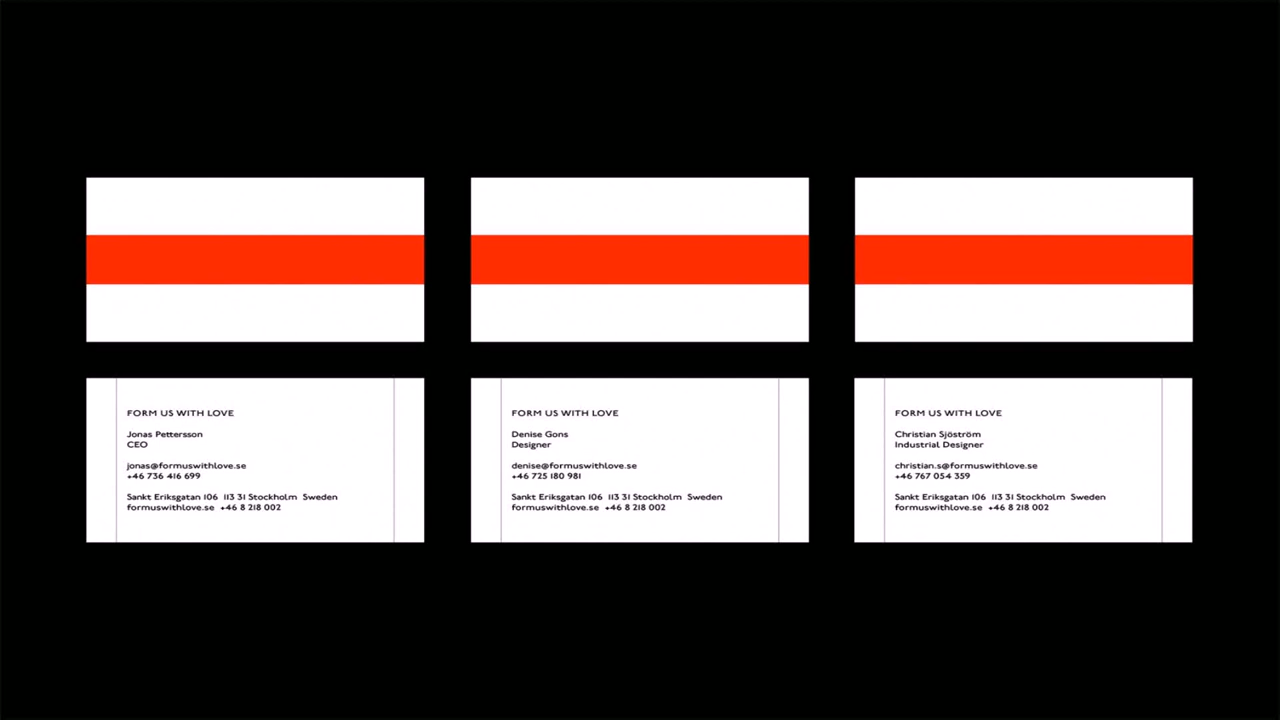 FORM US WITH LOVE
Jonas Pettersson
CEO
jonas@formuswithlove.se
+46 736 416 699
Sankt Eriksgatan 106 113 31 Stockholm Sweden
formuswithlove.se +46 8 218 002
FORM US WITH LOVE
Denise Gons
Designer
denise@formuswithlove.se
+46 725 180 981
Sankt Eriksgatan 106 113 31 Stockholm Sweden
formuswithlove.se +46 8 218 002
FORM US WITH LOVE
Christian Sjöström
Industrial Designer
christian.s@formuswithlove.se
+46 767 054 359
Sankt Eriksgatan 106 113 31 Stockholm Sweden
formuswithlove.se +46 8 218 002